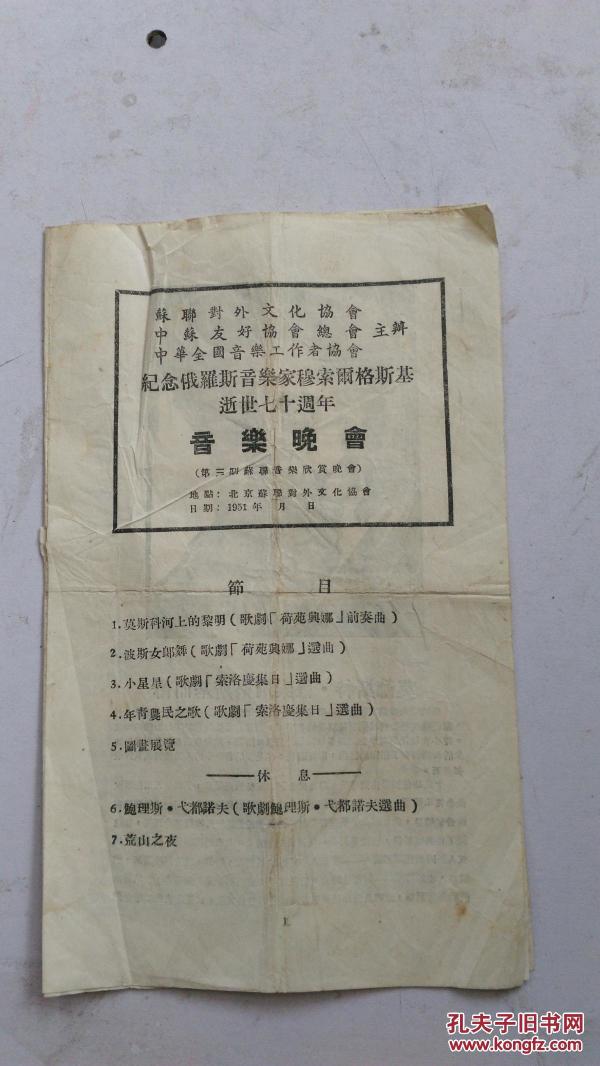 蘇聯對外文化協會
中蘇友好協會總會 主辦
中華全國音樂工作者協會
紀念俄羅斯音樂家穆索爾格斯基
逝世七十週年
音樂晚會
(第三期蘇聯音樂欣賞晚會)
地點：北京蘇聯對外文化協會
日期：1951年 月 日
節 目
1.莫斯科河上的黎明(歌劇「荷苑興娜」前奏曲)
2.波斯女郎舞(歌劇「荷苑興娜」選曲)
3.小星星(歌劇「索洛慶集日」選曲)
4.年青農民之歌(歌劇「索洛慶集日」選曲)
5.圖畫展覽
——休 息——
6.鮑理斯•弋都諾夫(歌劇鮑理斯•弋都諾夫選曲)
7.荒山之夜
1
孔夫子旧书网
www.kongfz.com